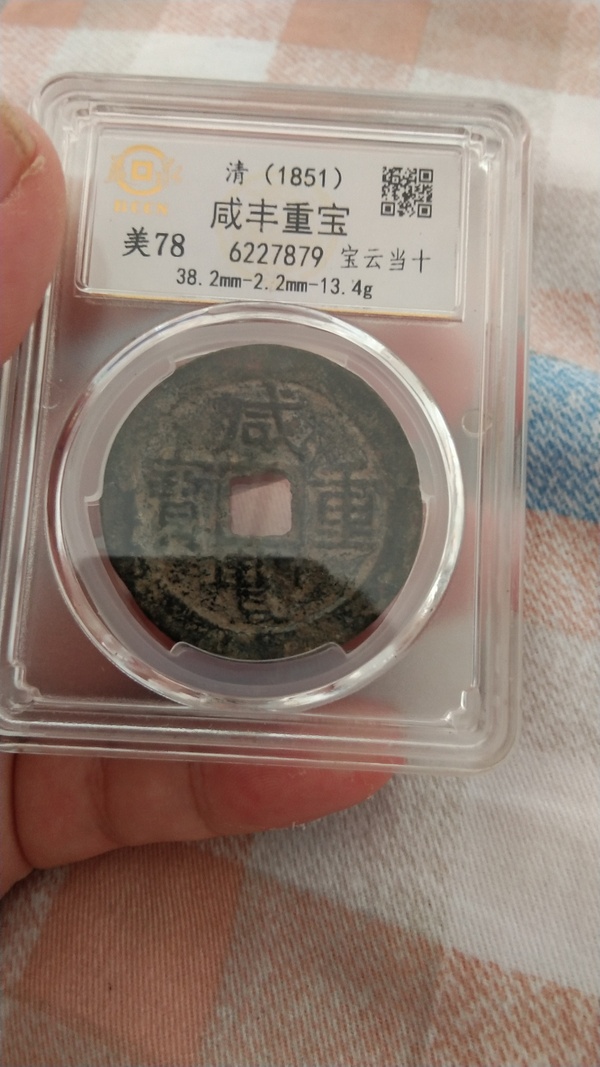 清（1851）
咸丰重宝
美78 6227879 宝云当十
38.2mm-2.2mm-13.4g
咸
寶 重
豐